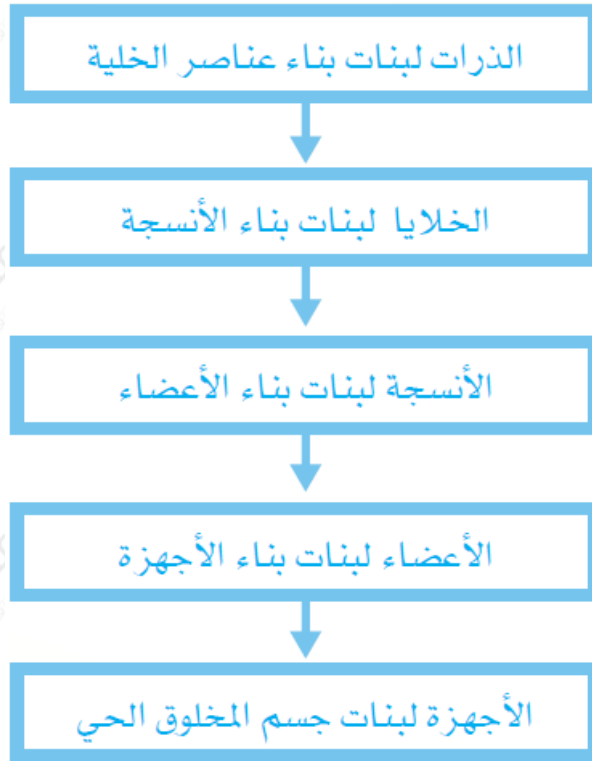 الذرات لبنات بناء عناصر الخلية
الخلايا لبنات بناء الأنسجة
الأنسجة لبنات بناء الأعضاء
الأعضاء لبنات بناء الأجهزة
الأجهزة لبنات جسم المخلوق الحي